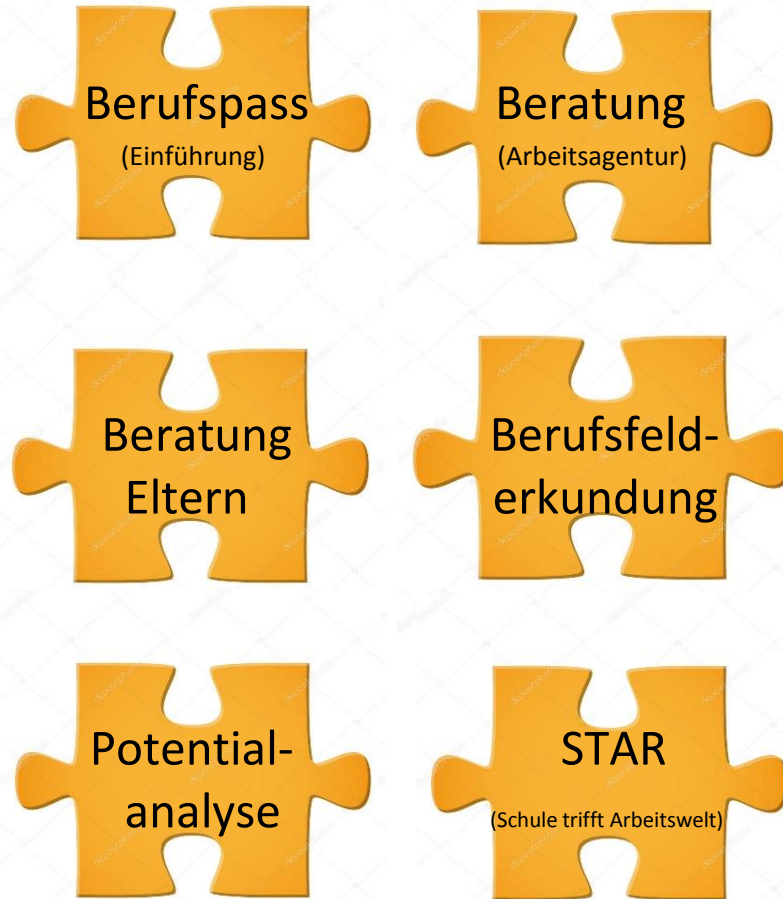 Berufspass
(Einführung)
Beratung
(Arbeitsagentur)
Beratung
Eltern
Berufsfeld-
erkundung
Potential-
analyse
STAR
(Schule trifft Arbeitswelt)